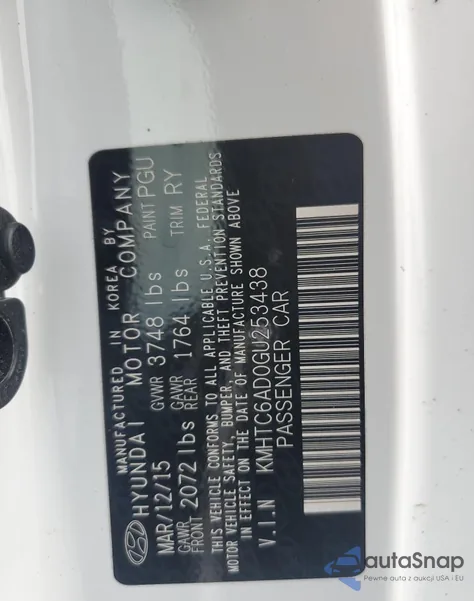 MANUFACTURED IN KOREA BY
HYUNDAI MOTOR COMPANY
MAR/12/15 GVWR 3748 lbs PAINT PGU
GAWR FRONT 2072 lbs GAWR REAR 1764 lbs TRIM RY
THIS VEHICLE CONFORMS TO ALL APPLICABLE U.S.A. FEDERAL
MOTOR VEHICLE SAFETY, BUMPER, AND THEFT PREVENTION STANDARDS
IN EFFECT ON THE DATE OF MANUFACTURE SHOWN ABOVE
V.I.N KMHTC6AD0GU253438
PASSENGER CAR
autoSnap
Pewne auta z aukcji USA i EU